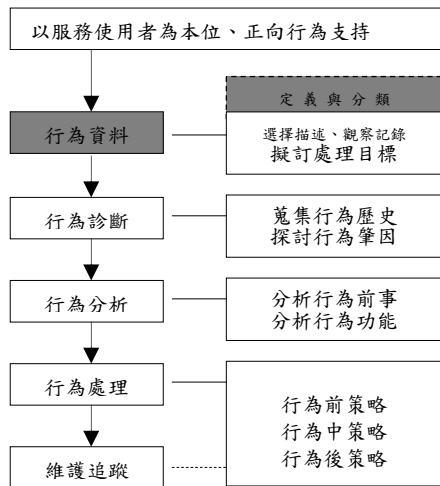 以服務使用者為本位、正向行為支持
定義與分類
行為資料
選擇描述、觀察記錄
擬訂處理目標
行為診斷
蒐集行為歷史
探討行為肇因
行為分析
分析行為前事
分析行為功能
行為處理
行為前策略
行為中策略
行為後策略
維護追蹤